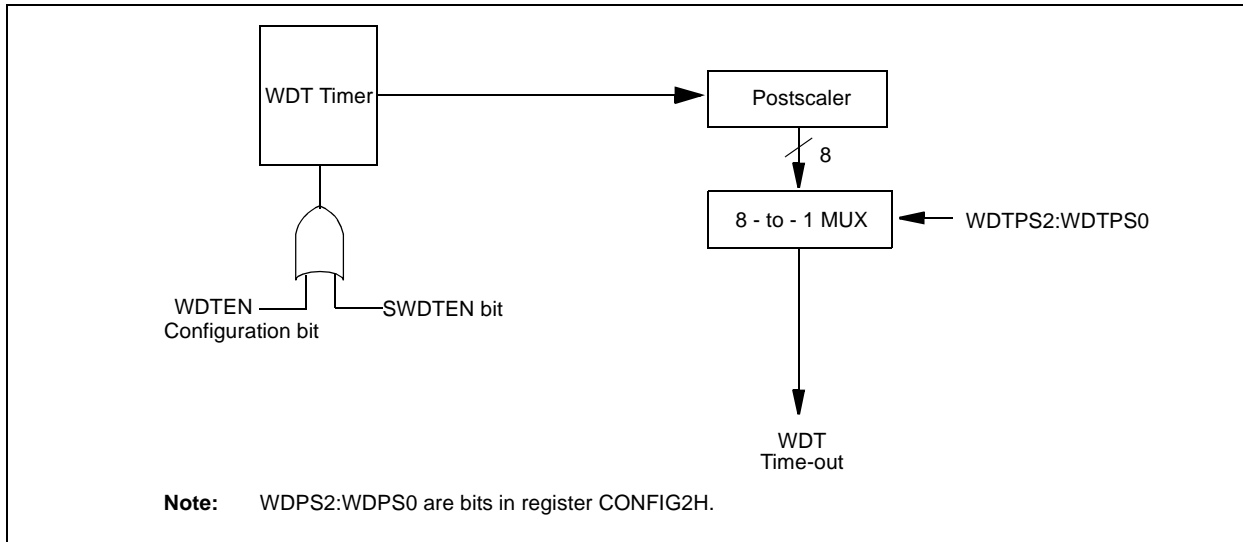 WDT Timer
Postscaler
8
8 - to - 1 MUX
WDTPS2:WDTPS0
WDTEN
Configuration bit
SWDTEN bit
WDT
Time-out
Note: WDPS2:WDPS0 are bits in register CONFIG2H.